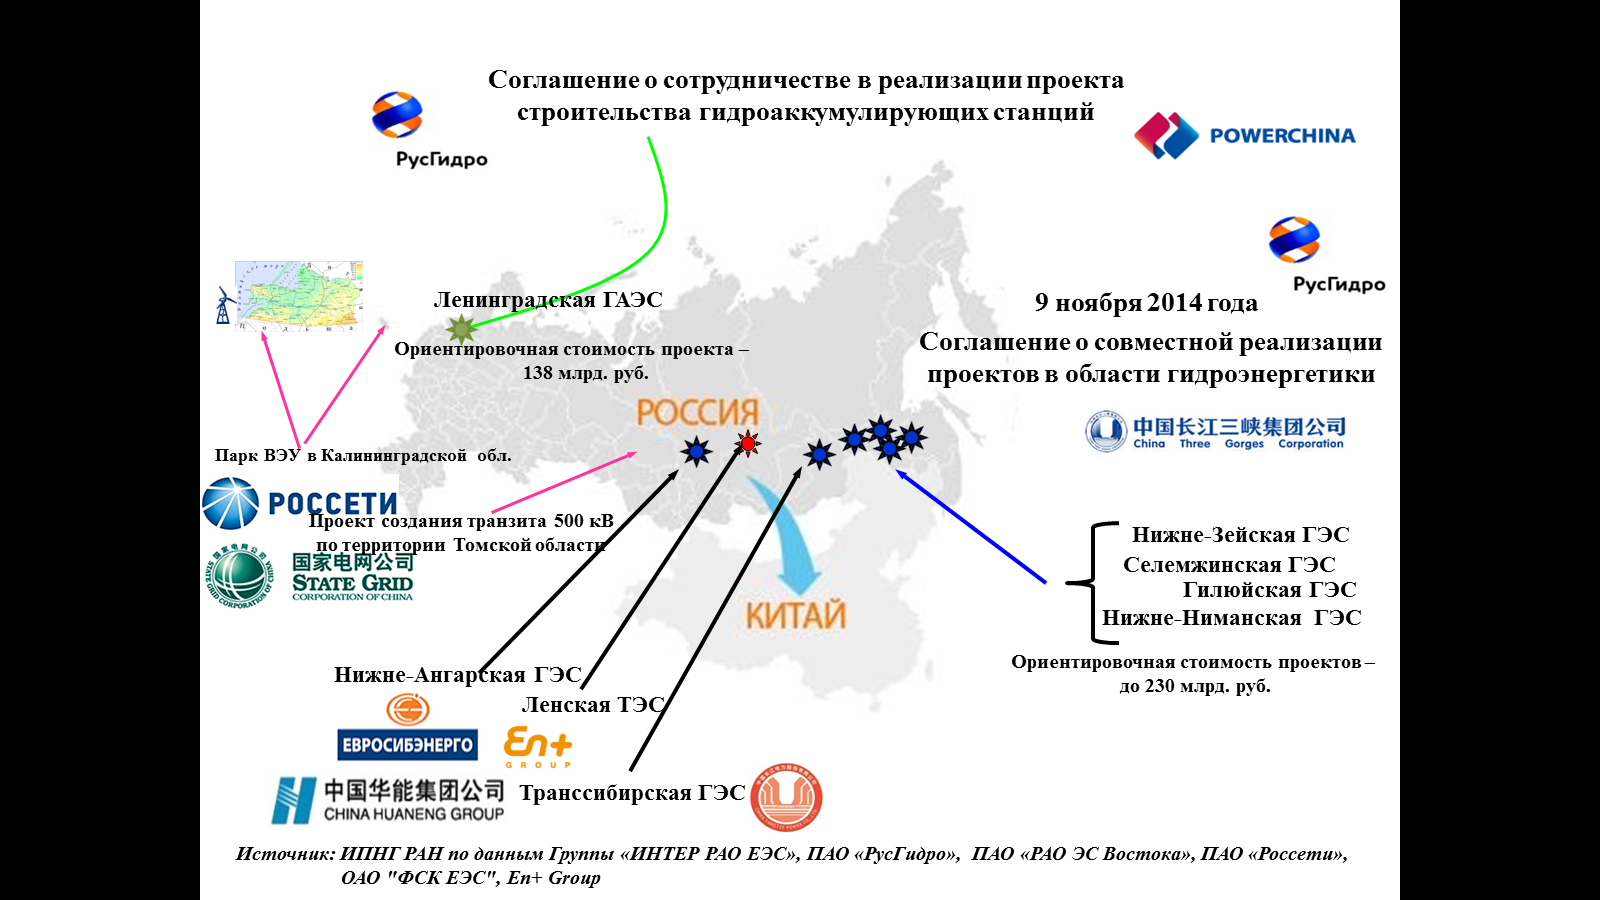 Соглашение о сотрудничестве в реализации проекта
строительства гидроаккумулирующих станций
РусГидро
POWERCHINA
РусГидро
Ленинградская ГАЭС
9 ноября 2014 года
Ориентировочная стоимость проекта –
138 млрд. руб.
Соглашение о совместной реализации
проектов в области гидроэнергетики
РОССИЯ
中国长江三峡集团公司
China Three Gorges Corporation
Парк ВЭУ в Калининградской обл.
РОССЕТИ
Проект создания транзита 500 кВ
по территории Томской области
国家电网公司
STATE GRID
CORPORATION OF CHINA
КИТАЙ
Нижне-Зейская ГЭС
Селемжинская ГЭС
Гилюйская ГЭС
Нижне-Ниманская ГЭС
Ориентировочная стоимость проектов –
до 230 млрд. руб.
Нижне-Ангарская ГЭС
Ленская ТЭС
ЕВРОСИБЭНЕРГО
En+
GROUP
中国华能集团公司
CHINA HUANENG GROUP
Транссибирская ГЭС
Источник: ИПНГ РАН по данным Группы «ИНТЕР РАО ЕЭС», ПАО «РусГидро», ПАО «РАО ЭС Востока», ПАО «Россети»,
ОАО "ФСК ЕЭС", En+ Group